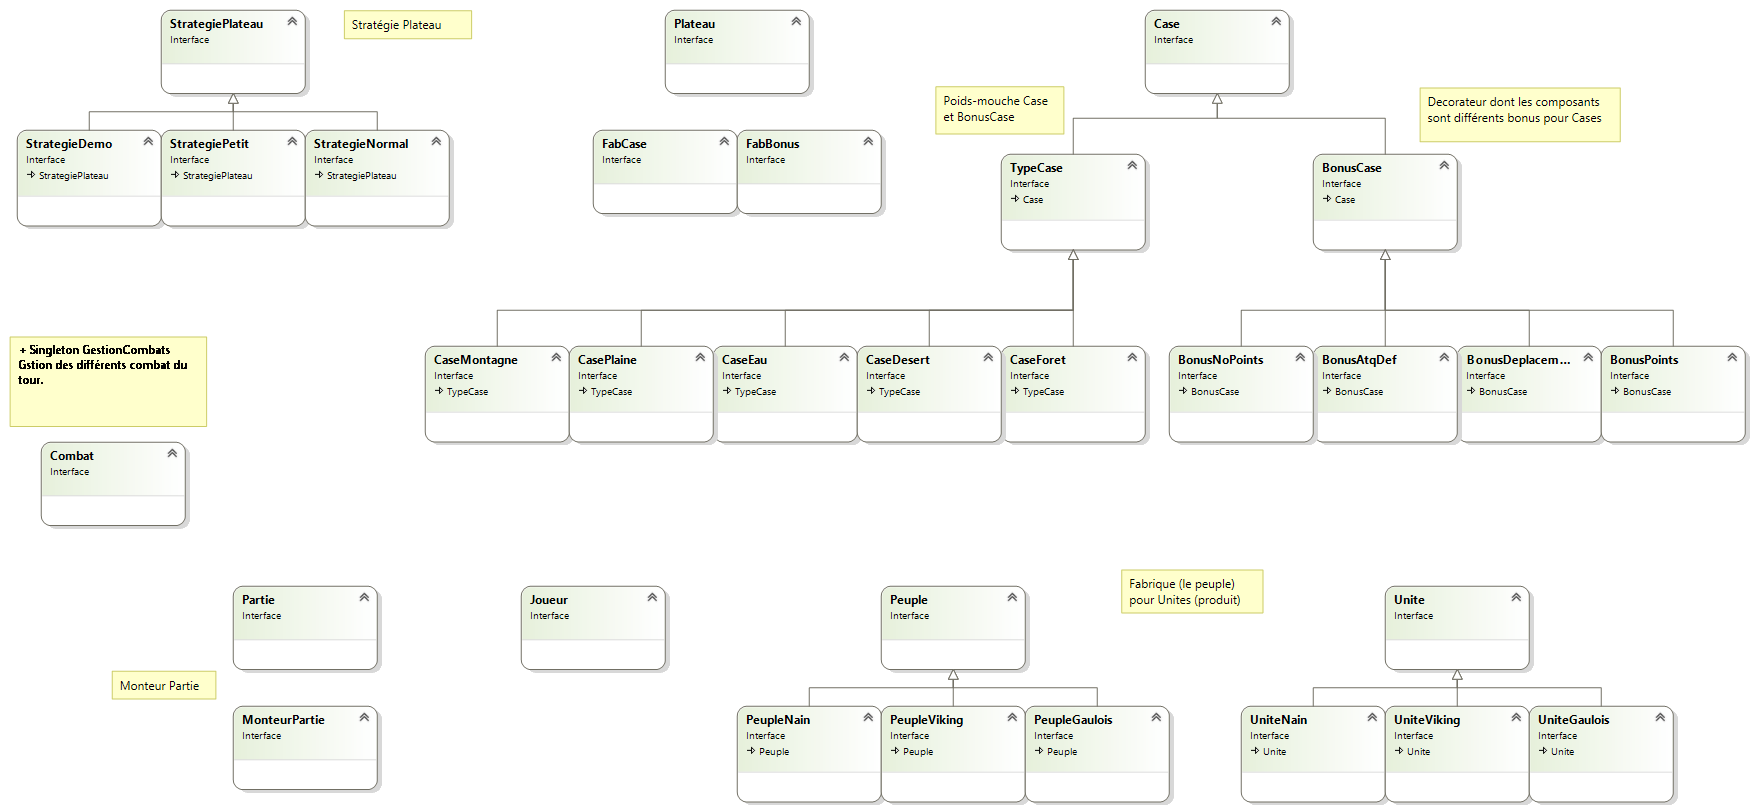 StrategiePlateau
Interface
Stratégie Plateau
Plateau
Interface
Case
Interface
Poids-mouche Case
et BonusCase
Decorateur dont les composants
sont différents bonus pour Cases
StrategieDemo
Interface
StrategiePlateau
StrategiePetit
Interface
StrategiePlateau
StrategieNormal
Interface
StrategiePlateau
FabCase
Interface
FabBonus
Interface
TypeCase
Interface
Case
BonusCase
Interface
Case
+ Singleton GestionCombats
Gstion des différents combat du
tour.
CaseMontagne
Interface
TypeCase
CasePlaine
Interface
TypeCase
CaseEau
Interface
TypeCase
CaseDesert
Interface
TypeCase
CaseForet
Interface
TypeCase
BonusNoPoints
Interface
BonusCase
BonusAtqDef
Interface
BonusCase
BonusDeplacem...
Interface
BonusCase
BonusPoints
Interface
BonusCase
Combat
Interface
Partie
Interface
Joueur
Interface
Peuple
Interface
Fabrique (le peuple)
pour Unites (produit)
Unite
Interface
Monteur Partie
MonteurPartie
Interface
PeupleNain
Interface
Peuple
PeupleViking
Interface
Peuple
PeupleGaulois
Interface
Peuple
UniteNain
Interface
Unite
UniteViking
Interface
Unite
UniteGaulois
Interface
Unite